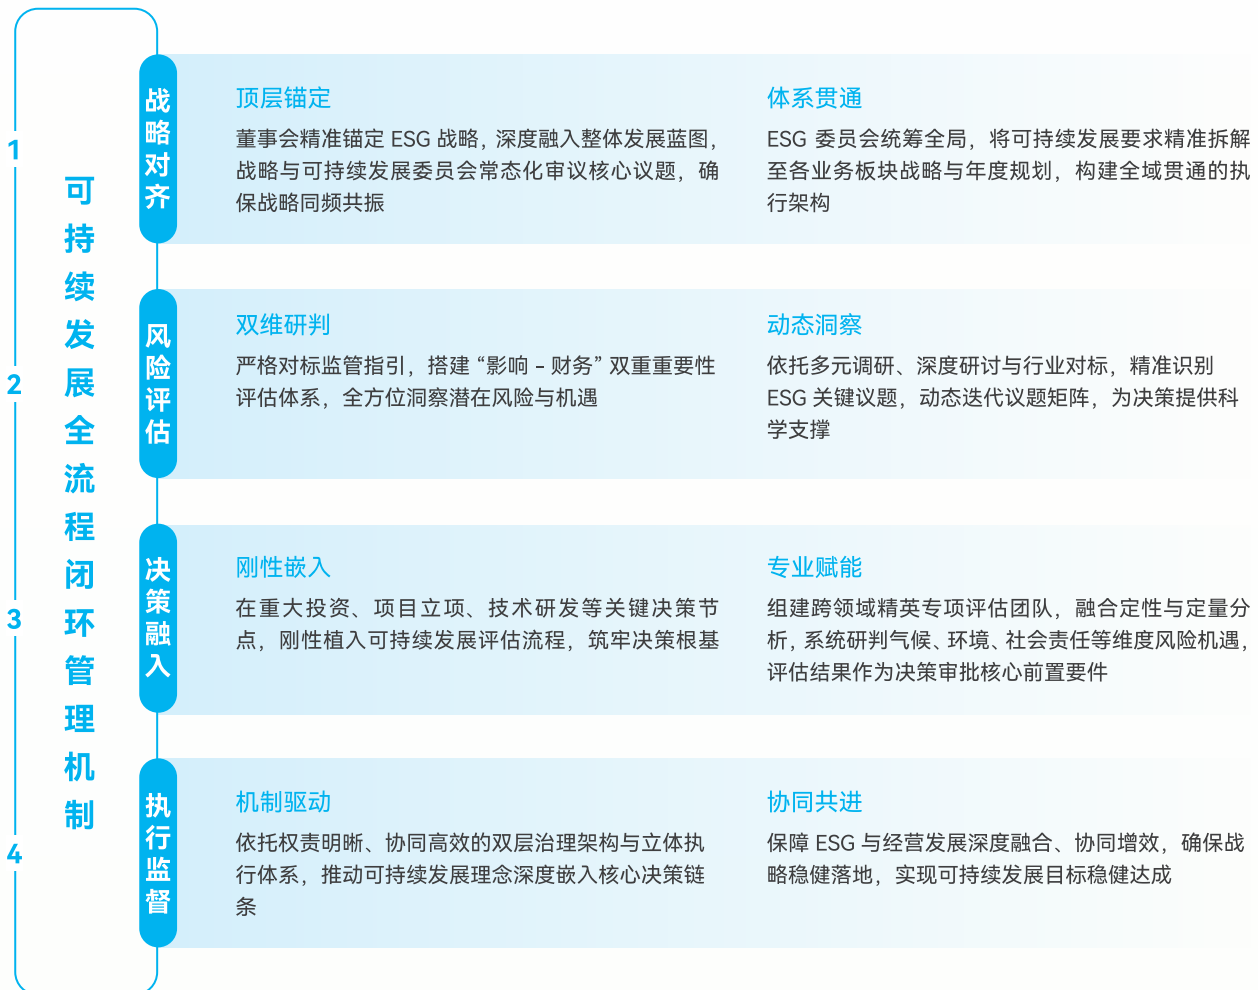 可持续发展全流程闭环管理机制
1
战略对齐
顶层锚定
董事会精准锚定 ESG 战略，深度融入整体发展蓝图，
战略与可持续发展委员会常态化审议核心议题，确
保战略同频共振
体系贯通
ESG 委员会统筹全局，将可持续发展要求精准拆解
至各业务板块战略与年度规划，构建全域贯通的执
行架构
2
风险评估
双维研判
严格对标监管指引，搭建 “影响 – 财务” 双重重要性
评估体系，全方位洞察潜在风险与机遇
动态洞察
依托多元调研、深度研讨与行业对标，精准识别
ESG 关键议题，动态迭代议题矩阵，为决策提供科
学支撑
3
决策融入
刚性嵌入
在重大投资、项目立项、技术研发等关键决策节
点，刚性植入可持续发展评估流程，筑牢决策根基
专业赋能
组建跨领域精英专项评估团队，融合定性与定量分
析，系统研判气候、环境、社会责任等维度风险机遇，
评估结果作为决策审批核心前置要件
4
执行监督
机制驱动
依托权责明晰、协同高效的双层治理架构与立体执
行体系，推动可持续发展理念深度嵌入核心决策链
条
协同共进
保障 ESG 与经营发展深度融合、协同增效，确保战
略稳健落地，实现可持续发展目标稳健达成